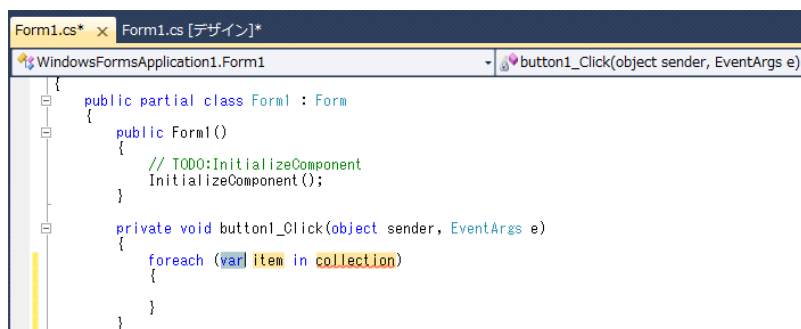 Form1.cs* × Form1.cs [デザイン]*
WindowsFormsApplication1.Form1 button1_Click(object sender, EventArgs e)
{
public partial class Form1 : Form
{
public Form1()
{
// TODO:InitializeComponent
InitializeComponent();
}
private void button1_Click(object sender, EventArgs e)
{
foreach (var item in collection)
{
}
}